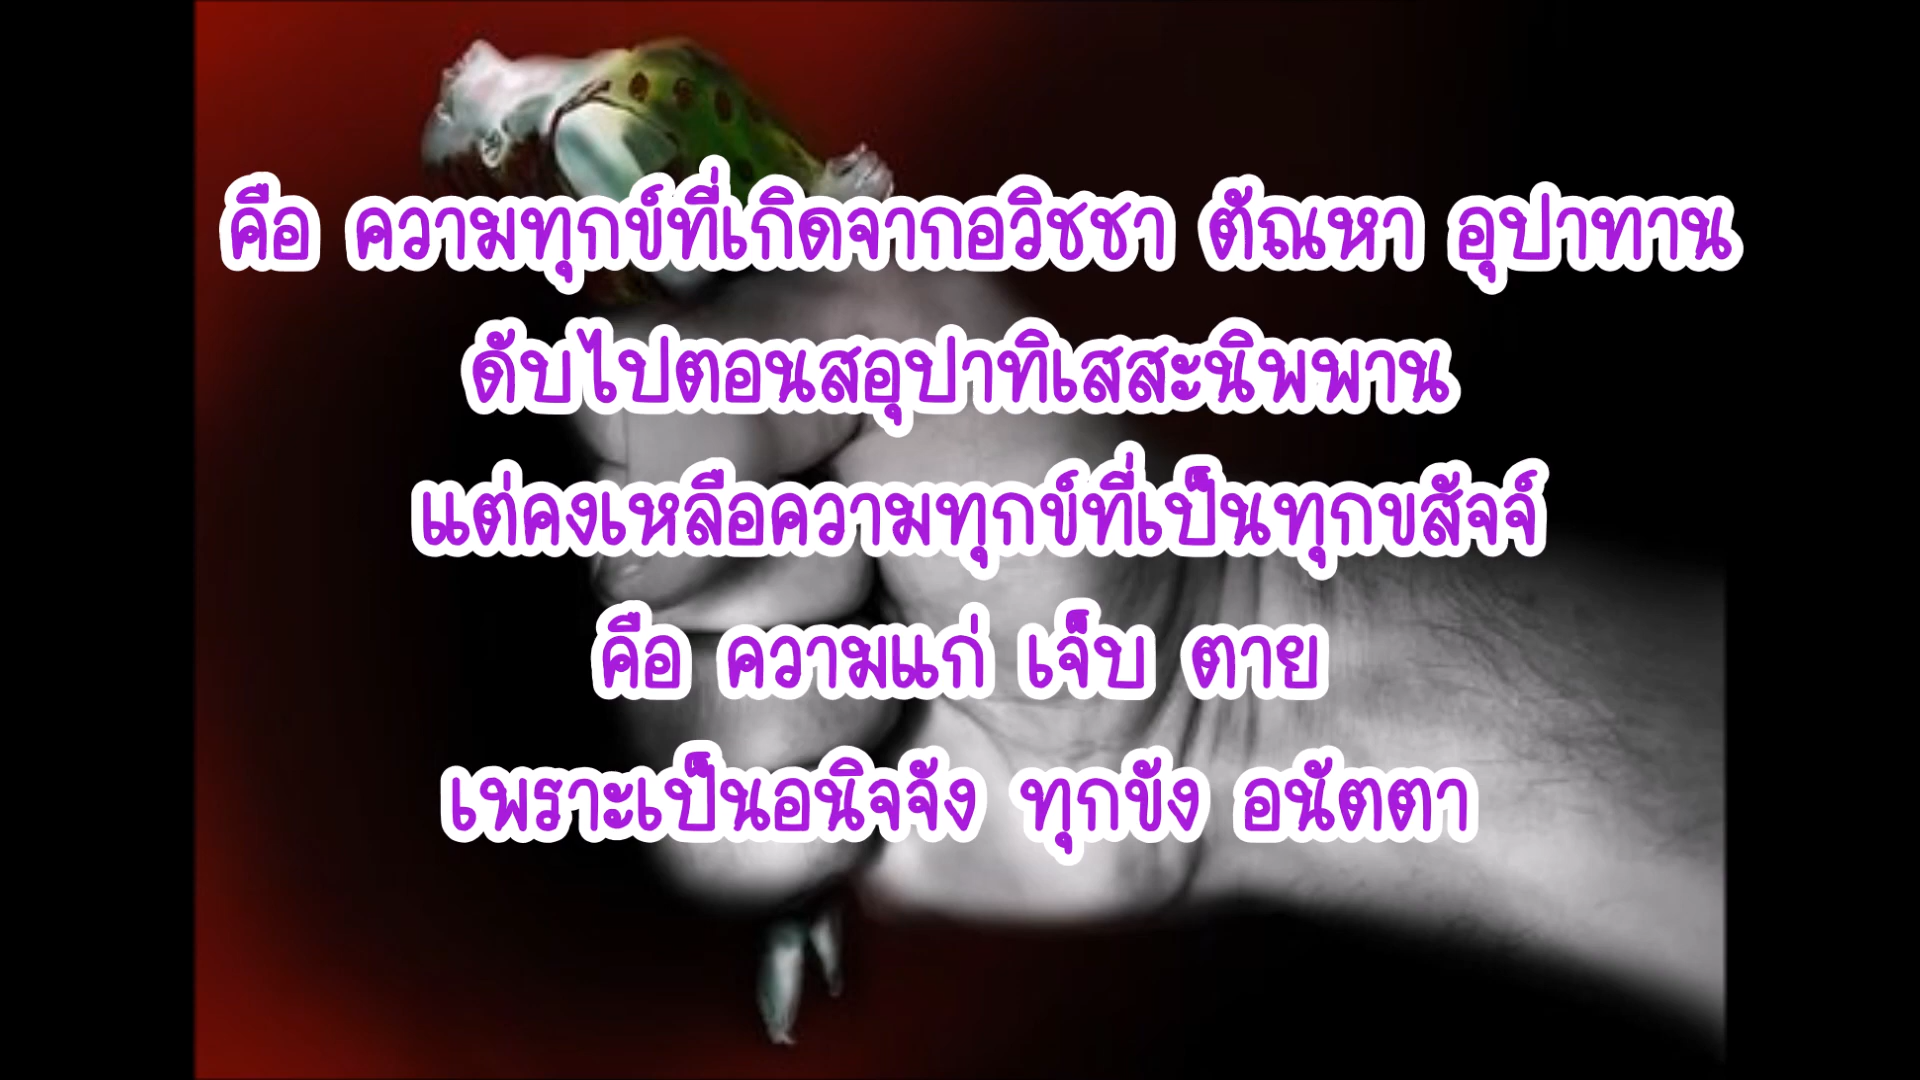 คือ ความทุกข์ที่เกิดจากอวิชชา ตัณหา อุปาทาน
ดับไปตอนสอุปาทิเสสะนิพพาน
แต่คงเหลือความทุกข์ที่เป็นทุกขสัจจ์
คือ ความแก่ เจ็บ ตาย
เพราะเป็นอนิจจัง ทุกขัง อนัตตา